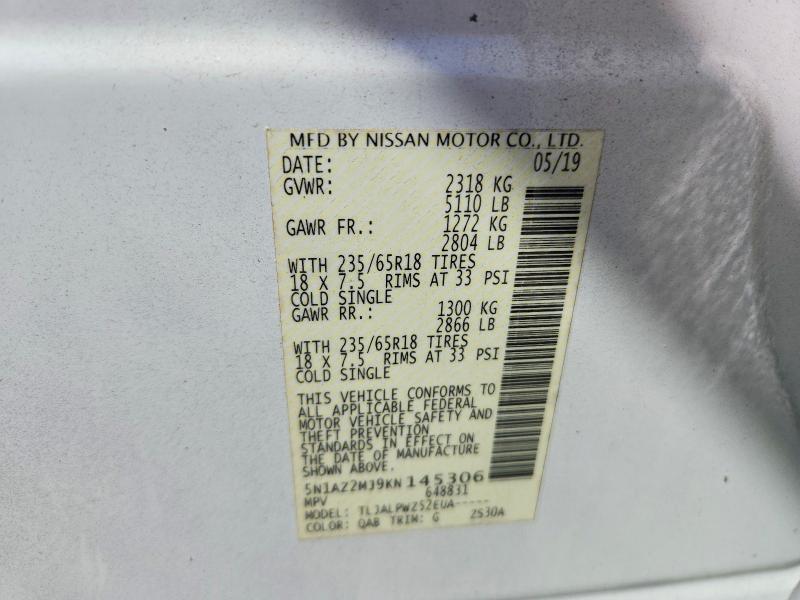 MFD BY NISSAN MOTOR CO., LTD.
DATE: 05/19
GVWR: 2318 KG
5110 LB
GAWR FR.: 1272 KG
2804 LB
WITH 235/65R18 TIRES
18 X 7.5 RIMS AT 33 PSI
COLD SINGLE
GAWR RR.: 1300 KG
2866 LB
WITH 235/65R18 TIRES
18 X 7.5 RIMS AT 33 PSI
COLD SINGLE
THIS VEHICLE CONFORMS TO
ALL APPLICABLE FEDERAL
MOTOR VEHICLE SAFETY AND
THEFT PREVENTION
STANDARDS IN EFFECT ON
THE DATE OF MANUFACTURE
SHOWN ABOVE.
5N1AZ2MJ9KN145306
MPV 648831
MODEL: TLJALPWZ52EUA-----
COLOR: QAB TRIM: G ZS30A